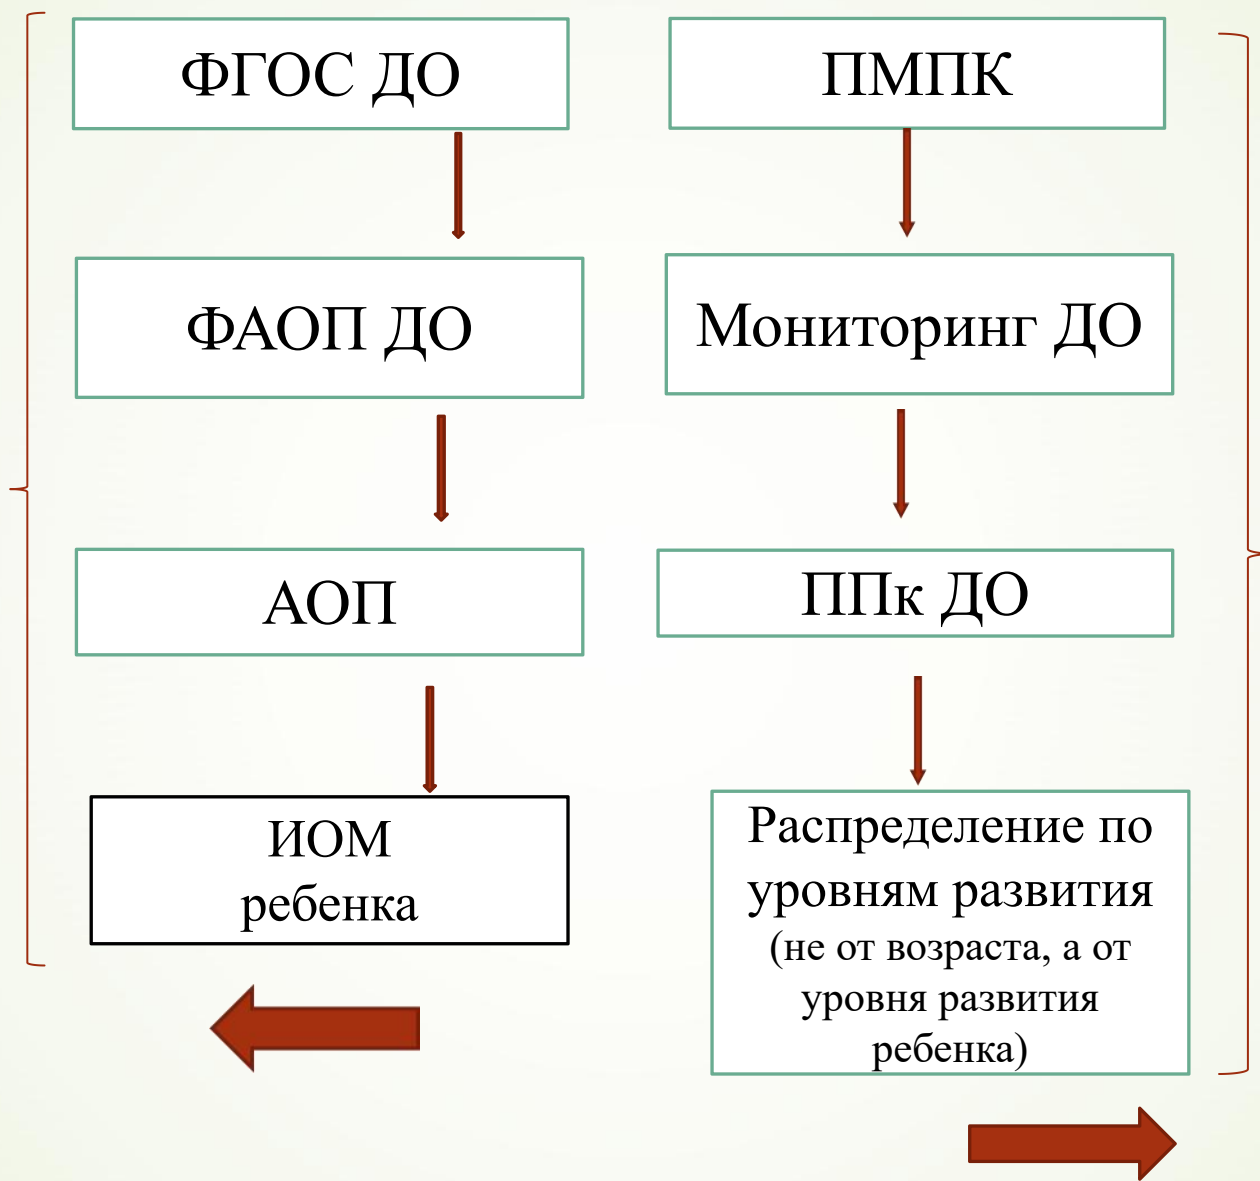 ФГОС ДО
ФАОП ДО
АОП
ИОМ
ребенка
ПМПК
Мониторинг ДО
ППк ДО
Распределение по
уровням развития
(не от возраста, а от
уровня развития
ребенка)